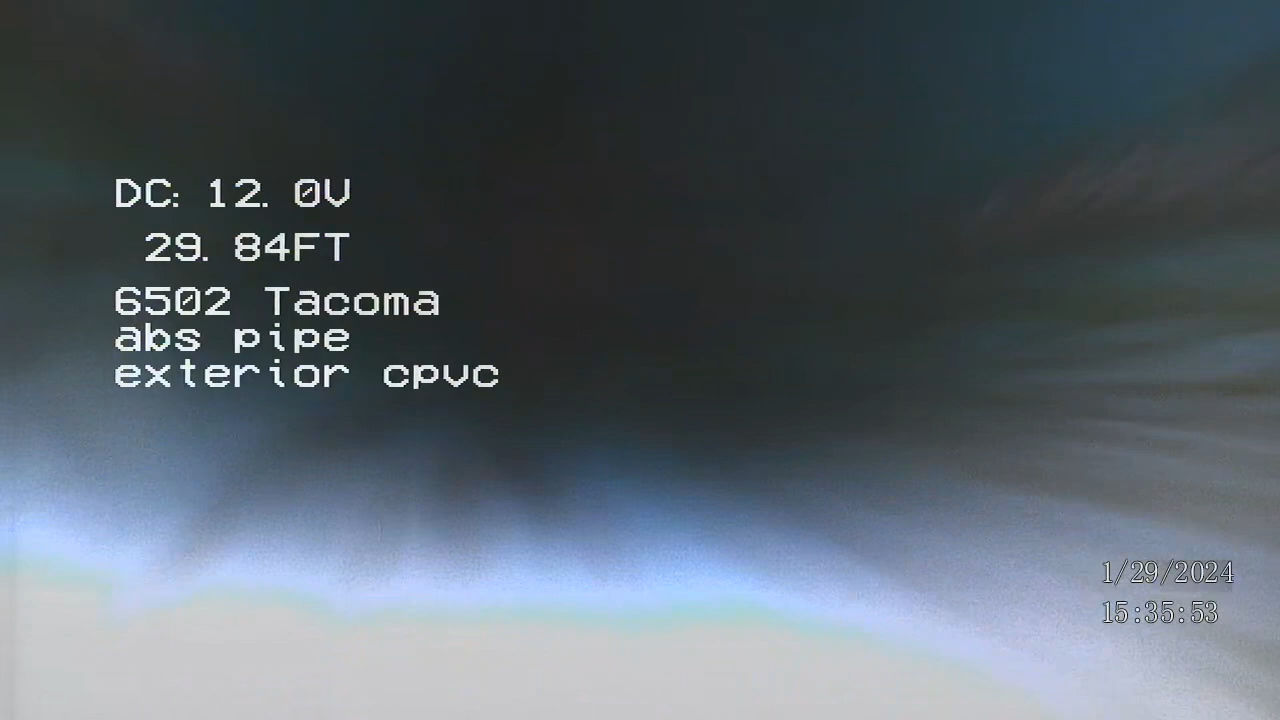 DC: 12.0V
29.84FT
6502 Tacoma
abs pipe
exterior cpvc
1/29/2024
15:35:53